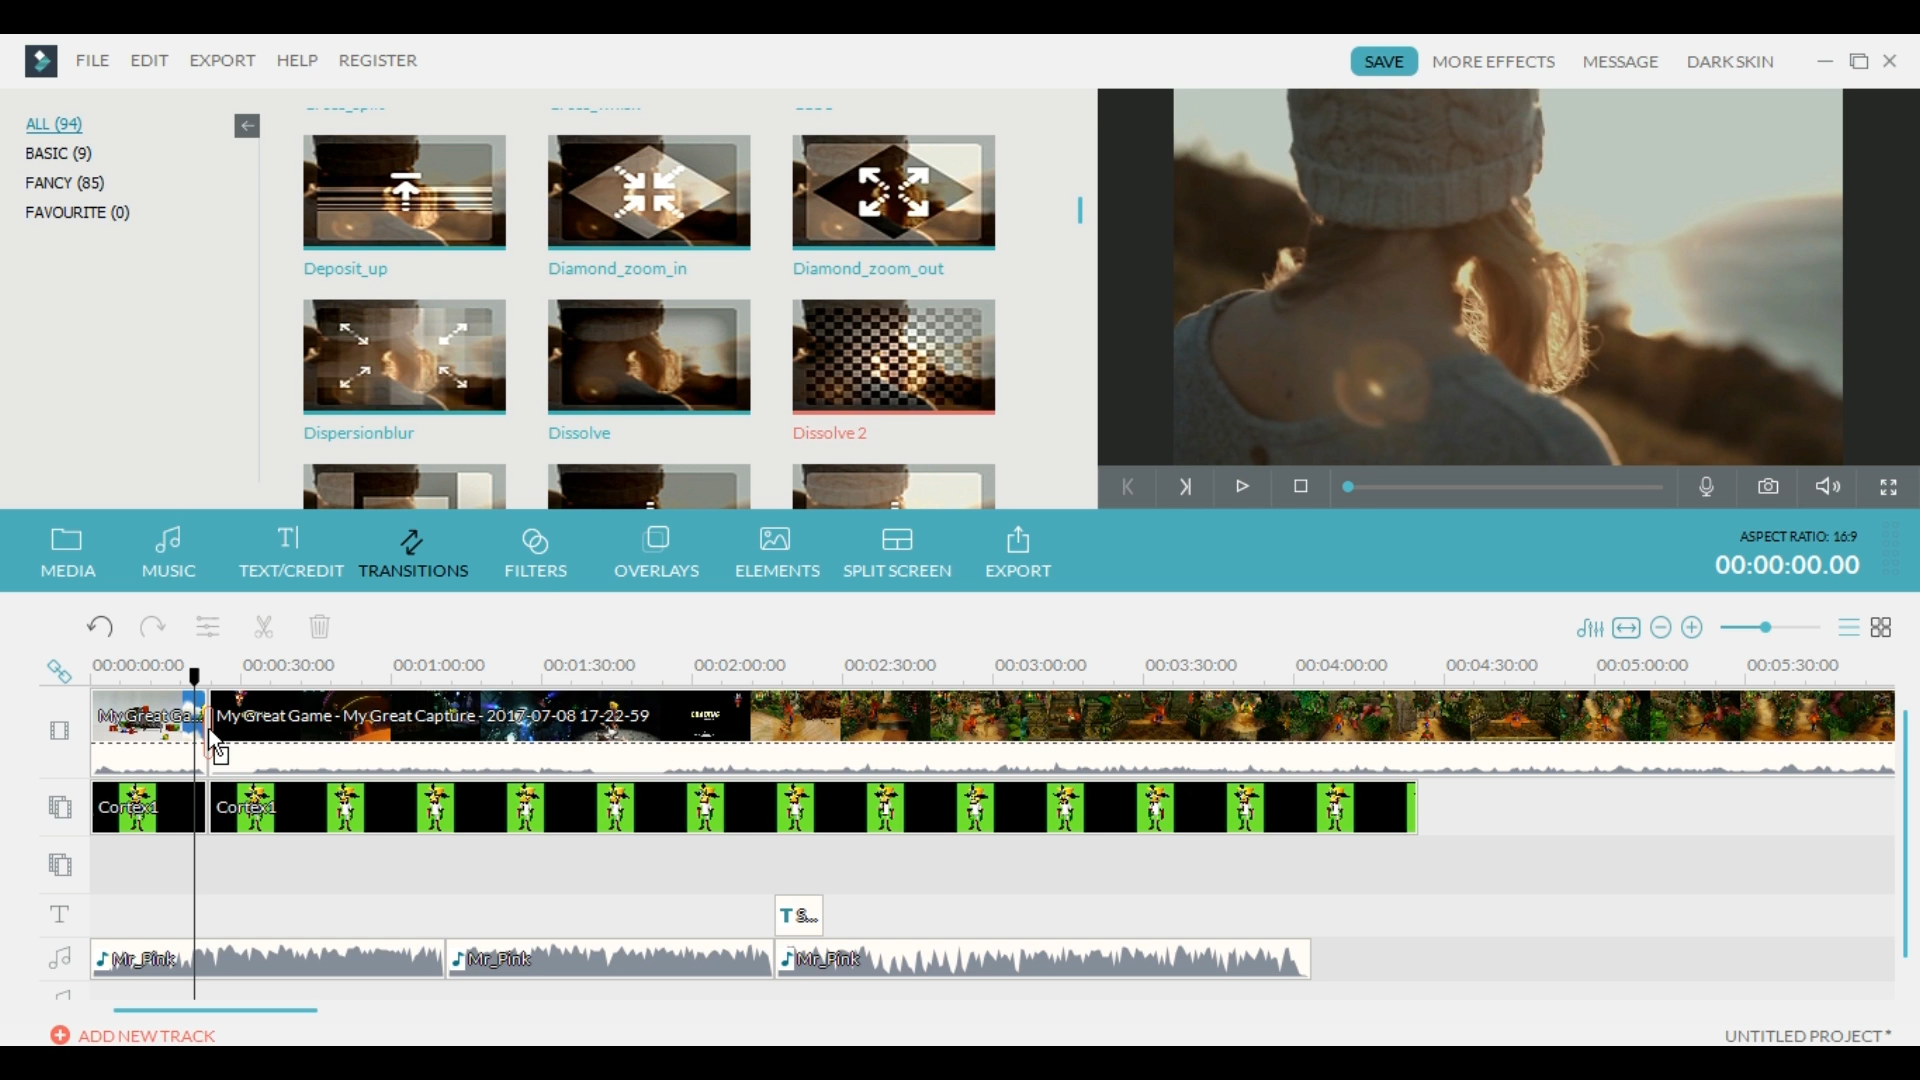 FILE EDIT EXPORT HELP REGISTER
SAVE MORE EFFECTS MESSAGE DARK SKIN
ALL (94)
BASIC (9)
FANCY (85)
FAVOURITE (0)
Deposit_up Diamond_zoom_in Diamond_zoom_out
Dispersionblur Dissolve Dissolve 2
MEDIA MUSIC TEXT/CREDIT TRANSITIONS FILTERS OVERLAYS ELEMENTS SPLIT SCREEN EXPORT
ASPECT RATIO: 16:9
00:00:00.00
00:00:00:00 00:00:30:00 00:01:00:00 00:01:30:00 00:02:00:00 00:02:30:00 00:03:00:00 00:03:30:00 00:04:00:00 00:04:30:00 00:05:00:00 00:05:30:00
My Great Ga... My Great Game - My Great Capture - 2017-07-08 17-22-59
Cortex1 Cortex1
T S...
Mr_Pink Mr_Pink Mr_Pink
ADD NEW TRACK
UNTITLED PROJECT *